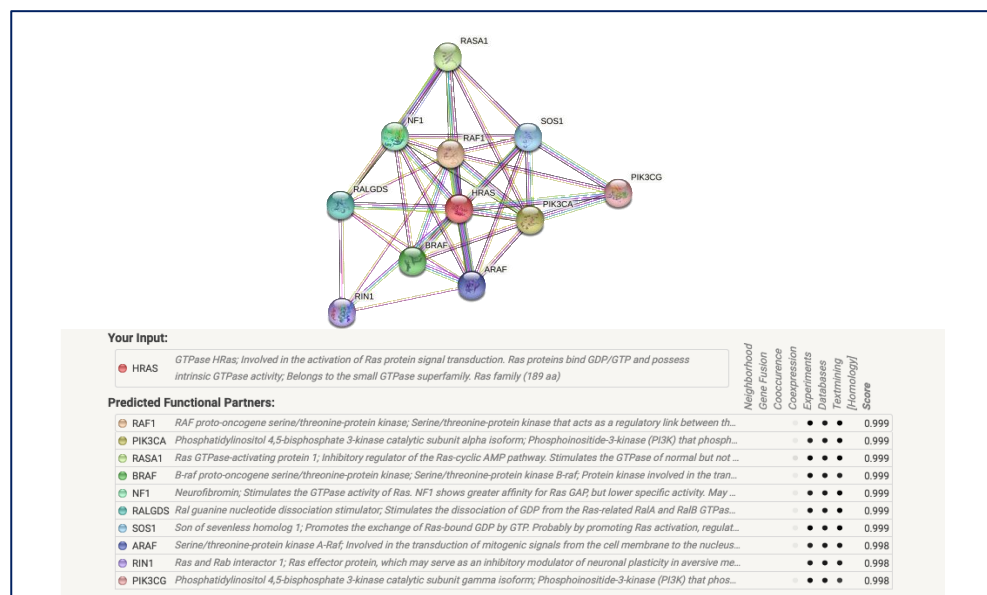 RASA1
NF1
SOS1
RAF1
PIK3CG
RALGDS
HRAS
PIK3CA
BRAF
ARAF
RIN1
Your Input:
Neighborhood
Gene Fusion
Cooccurence
Coexpression
Experiments
Databases
Textmining
[Homology]
Score
HRAS GTPase HRas; Involved in the activation of Ras protein signal transduction. Ras proteins bind GDP/GTP and possess
intrinsic GTPase activity; Belongs to the small GTPase superfamily. Ras family (189 aa)
Predicted Functional Partners:
RAF1 RAF proto-oncogene serine/threonine-protein kinase; Serine/threonine-protein kinase that acts as a regulatory link between th... 0.999
PIK3CA Phosphatidylinositol 4,5-bisphosphate 3-kinase catalytic subunit alpha isoform; Phosphoinositide-3-kinase (PI3K) that phosph... 0.999
RASA1 Ras GTPase-activating protein 1; Inhibitory regulator of the Ras-cyclic AMP pathway. Stimulates the GTPase of normal but not ... 0.999
BRAF B-raf proto-oncogene serine/threonine-protein kinase; Serine/threonine-protein kinase B-raf; Protein kinase involved in the tran... 0.999
NF1 Neurofibromin; Stimulates the GTPase activity of Ras. NF1 shows greater affinity for Ras GAP, but lower specific activity. May ... 0.999
RALGDS Ral guanine nucleotide dissociation stimulator; Stimulates the dissociation of GDP from the Ras-related RalA and RalB GTPas... 0.999
SOS1 Son of sevenless homolog 1; Promotes the exchange of Ras-bound GDP by GTP. Probably by promoting Ras activation, regulat... 0.999
ARAF Serine/threonine-protein kinase A-Raf; Involved in the transduction of mitogenic signals from the cell membrane to the nucleus... 0.998
RIN1 Ras and Rab interactor 1; Ras effector protein, which may serve as an inhibitory modulator of neuronal plasticity in aversive me... 0.998
PIK3CG Phosphatidylinositol 4,5-bisphosphate 3-kinase catalytic subunit gamma isoform; Phosphoinositide-3-kinase (PI3K) that phos... 0.998